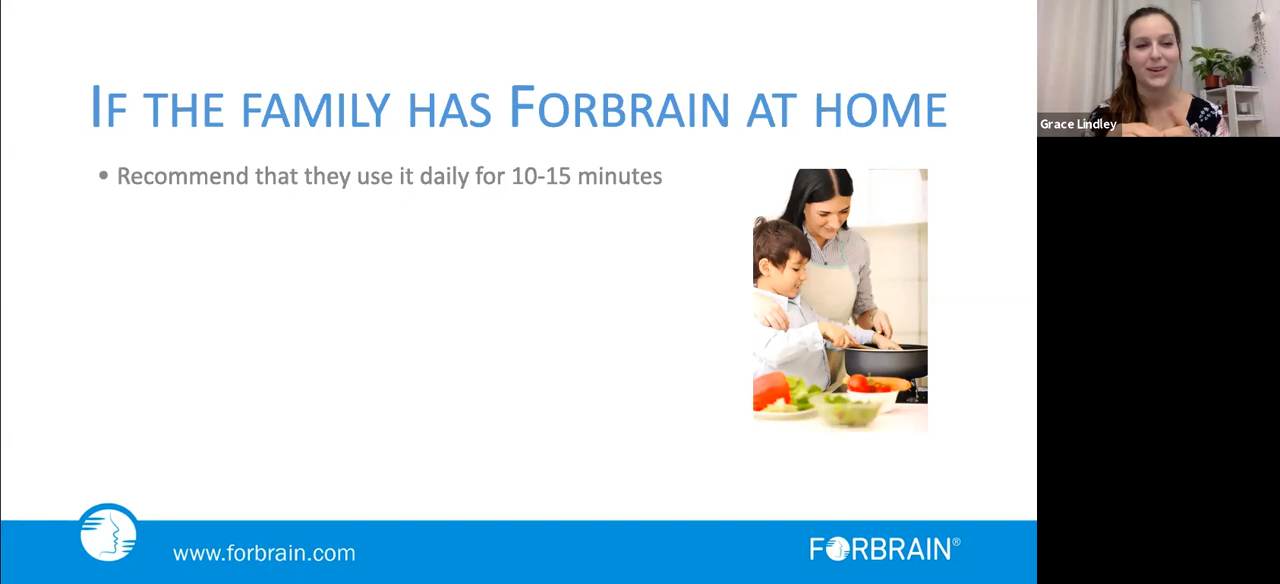 IF THE FAMILY HAS FORBRAIN AT HOME
• Recommend that they use it daily for 10-15 minutes
Grace Lindley
www.forbrain.com
FORBRAIN®